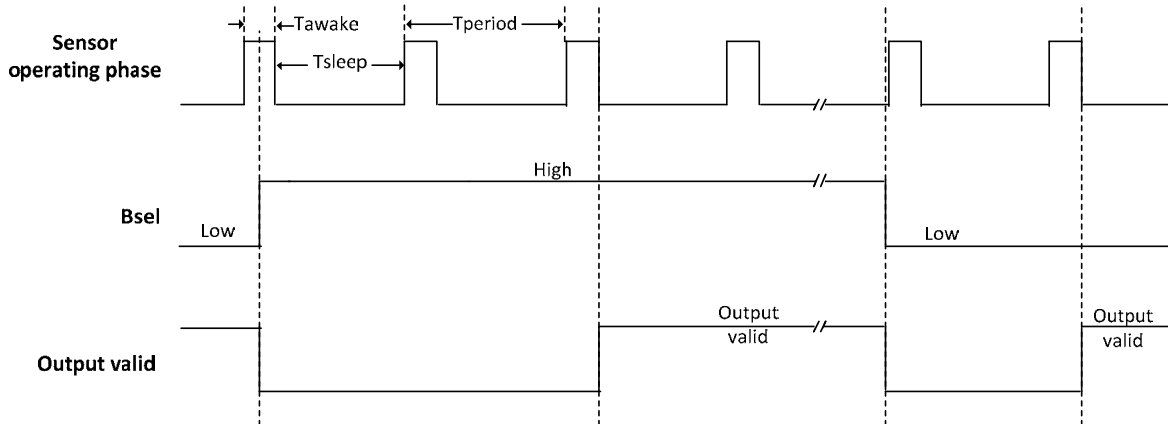 Tawake
Tperiod
Sensor
operating phase
Tsleep
High
Bsel
Low
Low
Output
valid
Output
valid
Output valid